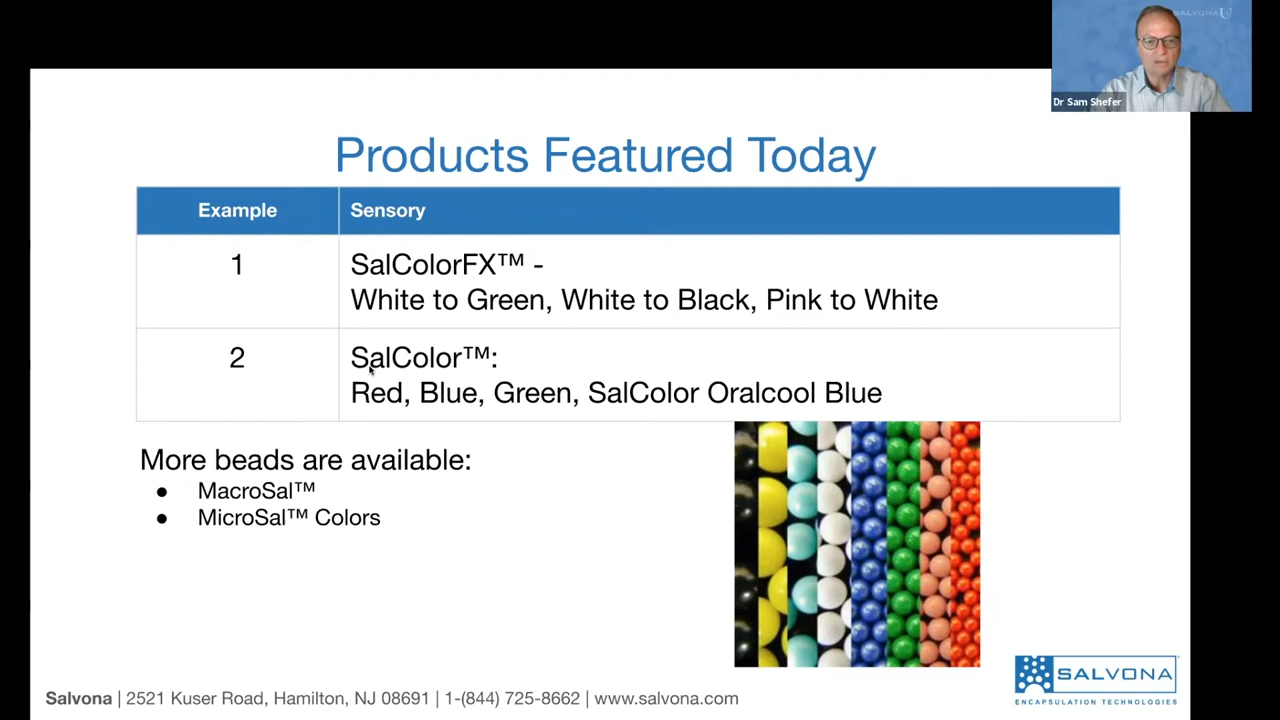 SALVONA
Dr Sam Shefer
Products Featured Today
Example
Sensory
1
SalColorFX™ -
White to Green, White to Black, Pink to White
2
SalColor™:
Red, Blue, Green, SalColor Oralcool Blue
More beads are available:
● MacroSal™
● MicroSal™ Colors
SALVONA
ENCAPSULATION TECHNOLOGIES
Salvona | 2521 Kuser Road, Hamilton, NJ 08691 | 1-(844) 725-8662 | www.salvona.com